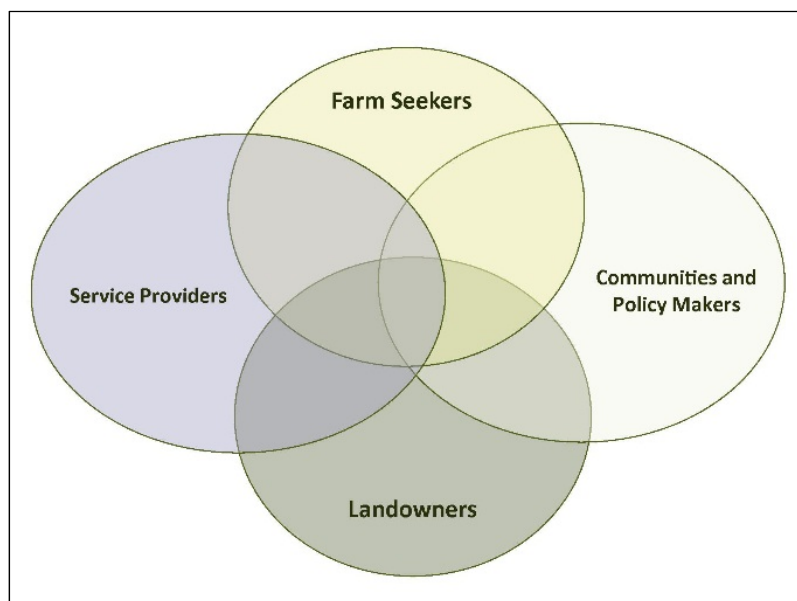 Farm Seekers
Service Providers
Communities and
Policy Makers
Landowners